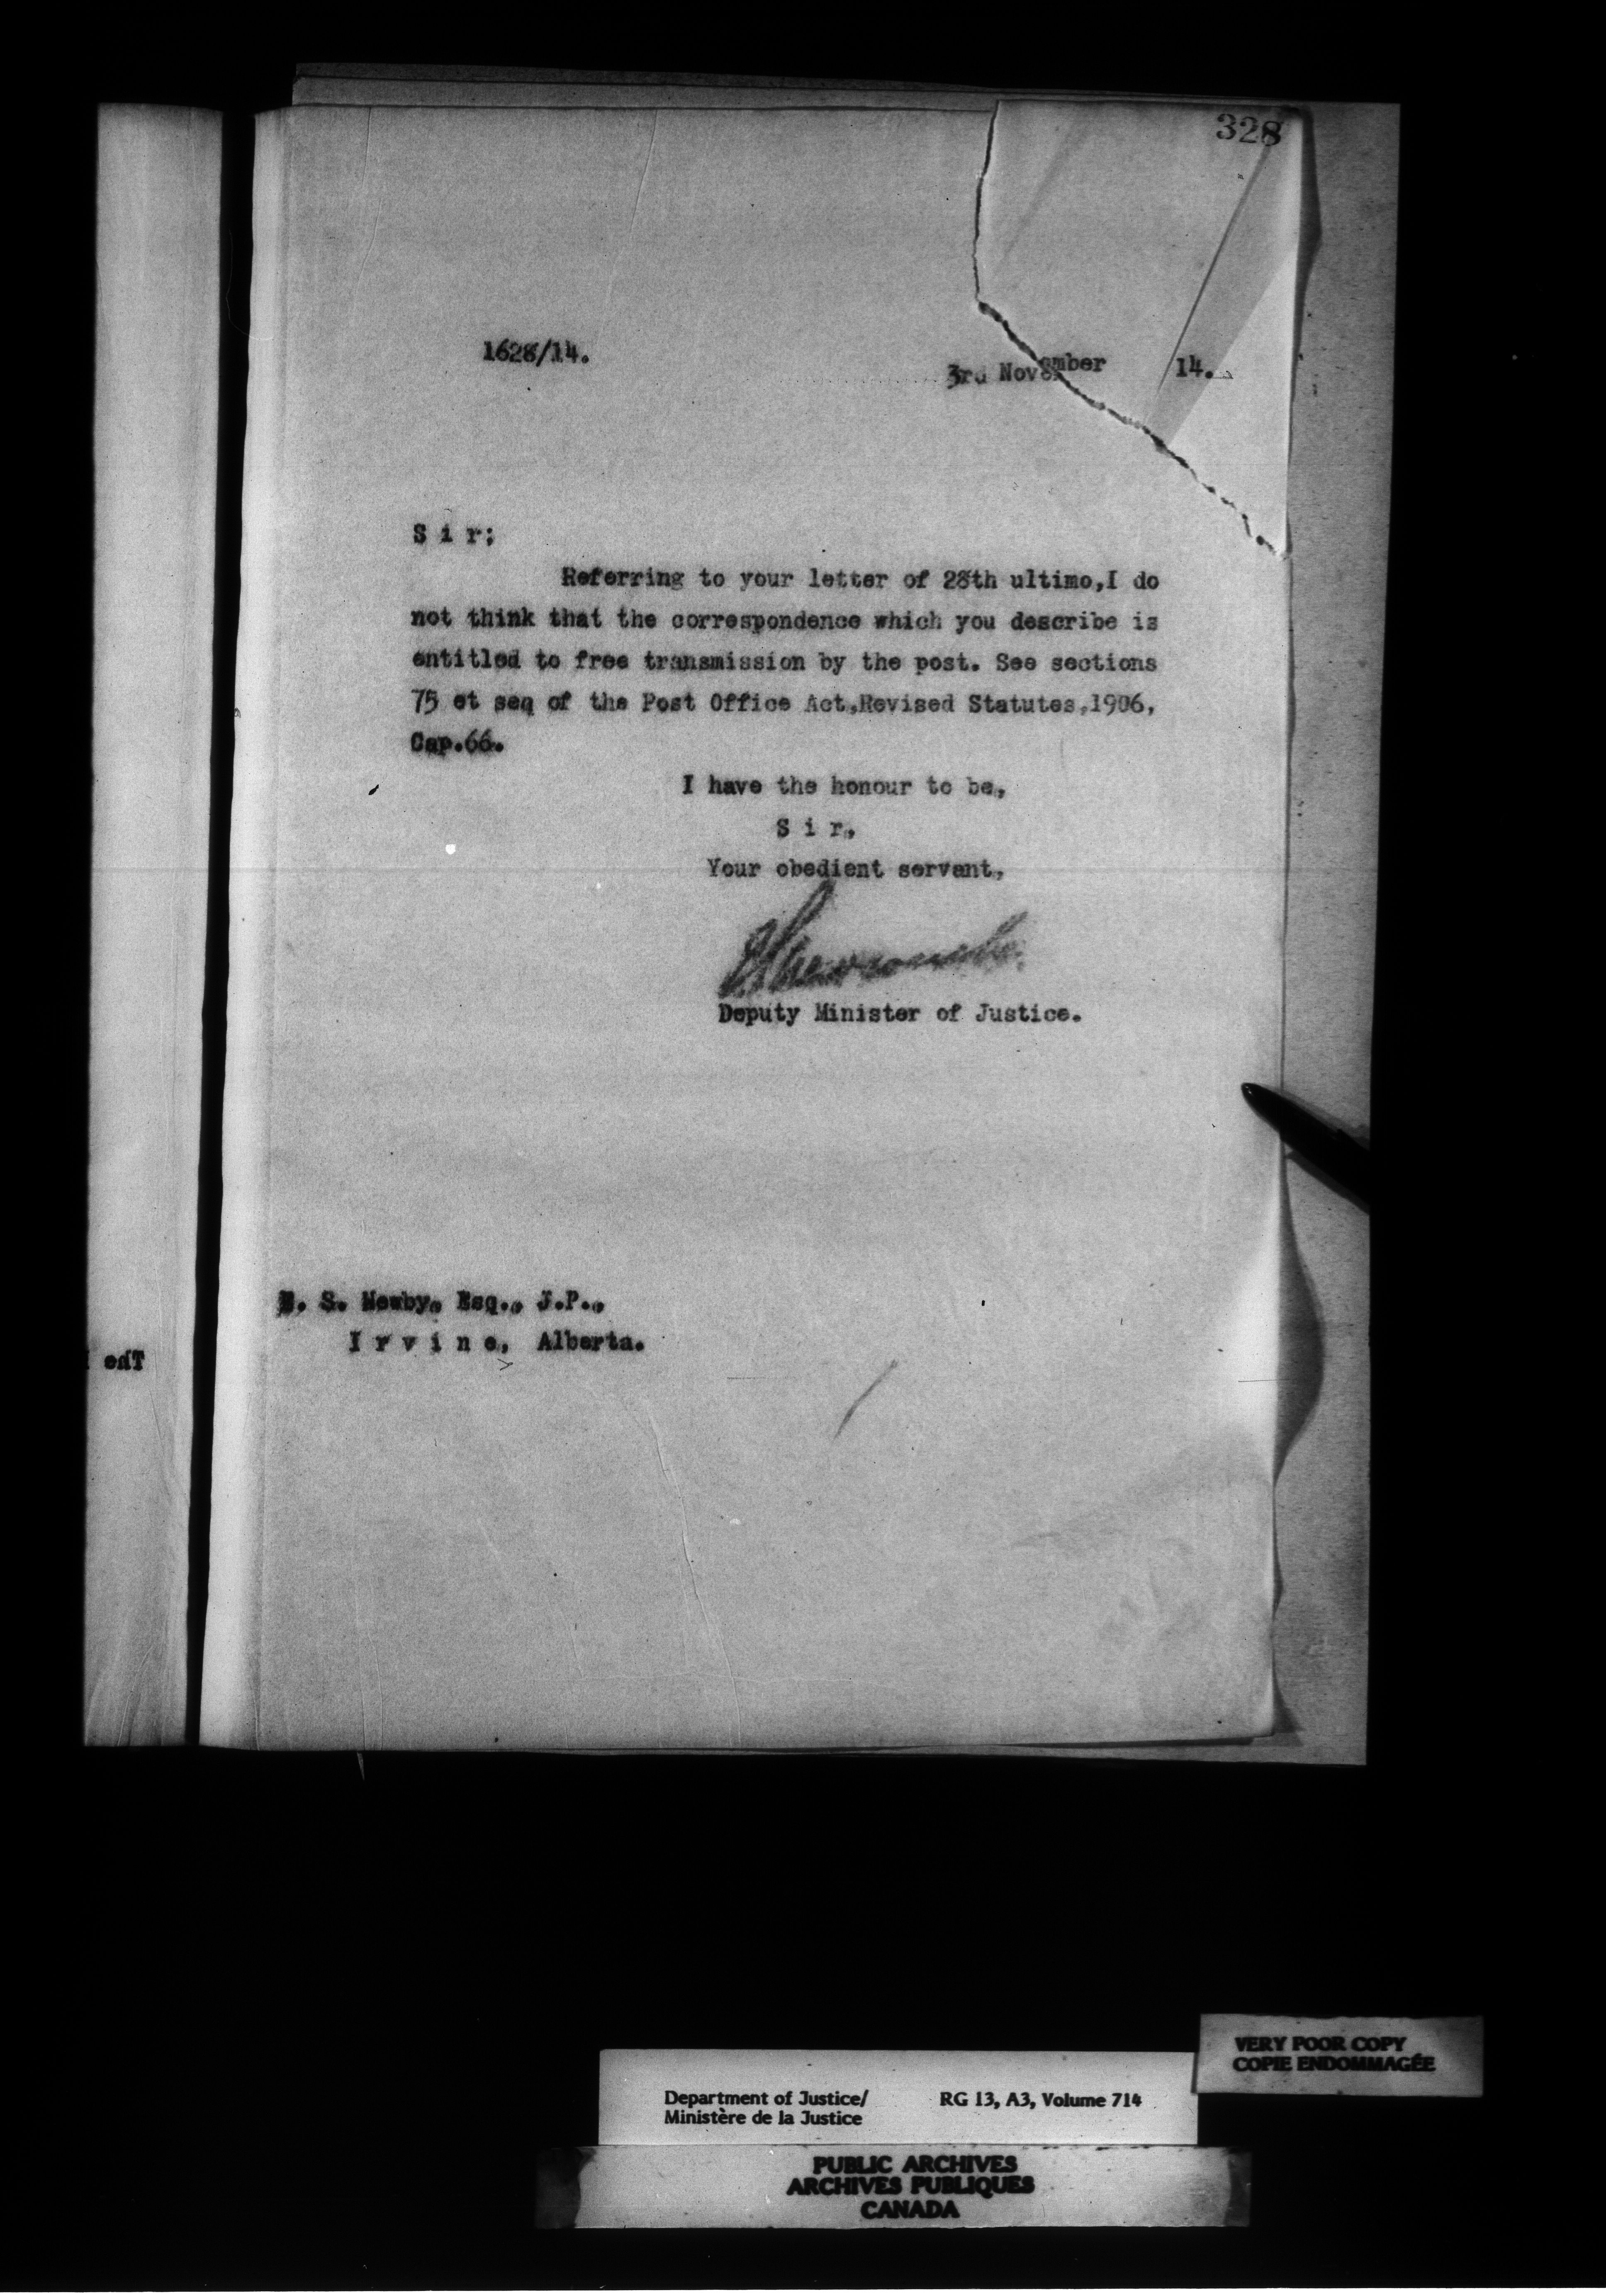 328
1628/14.
3rd November 14.
S i r;
Referring to your letter of 28th ultimo,I do
not think that the correspondence which you describe is
entitled to free transmission by the post. See sections
75 et seq of the Post Office Act,Revised Statutes,1906,
Cap.66.
I have the honour to be,
S i r,
Your obedient servant,
Newcombe
Deputy Minister of Justice.
S. Newby, Esq., J.P.,
I r v i n e, Alberta.
VERY POOR COPY
COPIE ENDOMMAGÉE
Department of Justice/ RG 13, A3, Volume 714
Ministère de la Justice
PUBLIC ARCHIVES
ARCHIVES PUBLIQUES
CANADA